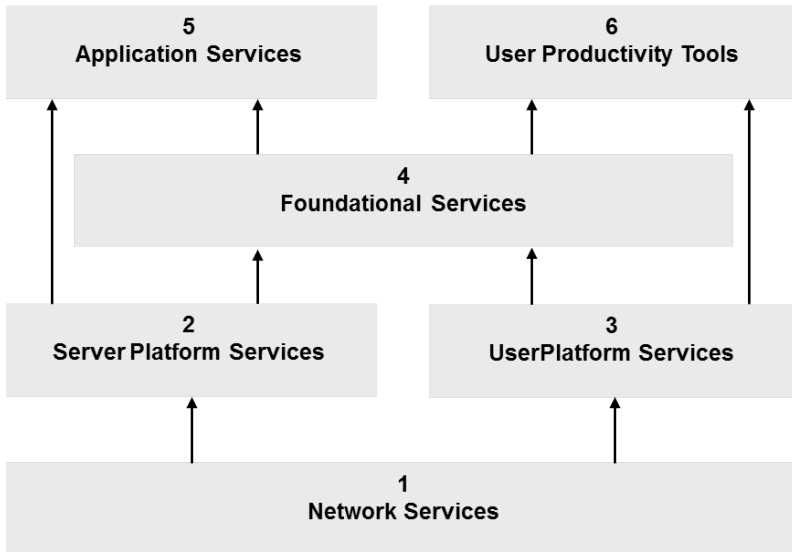 5
Application Services
6
User Productivity Tools
4
Foundational Services
2
Server Platform Services
3
UserPlatform Services
1
Network Services